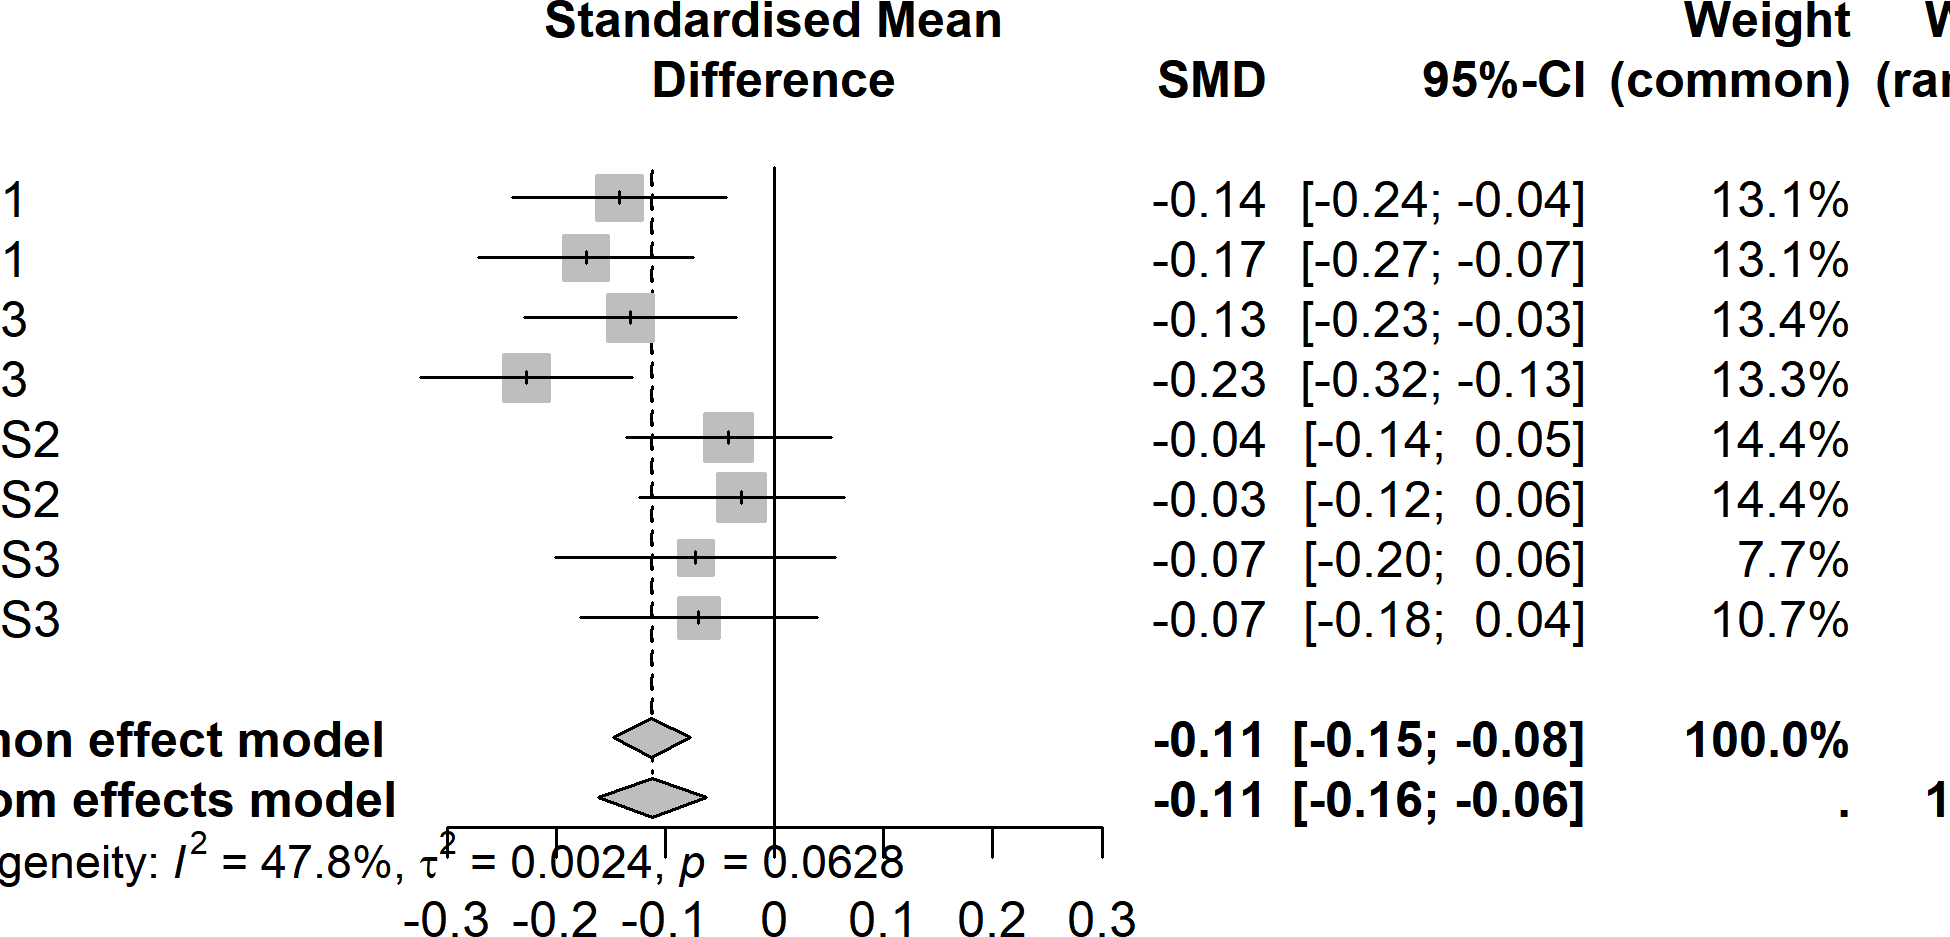 Standardised Mean Weight W
Difference SMD 95%-CI (common) (rar
1 -0.14 [-0.24; -0.04] 13.1%
1 -0.17 [-0.27; -0.07] 13.1%
3 -0.13 [-0.23; -0.03] 13.4%
3 -0.23 [-0.32; -0.13] 13.3%
S2 -0.04 [-0.14; 0.05] 14.4%
S2 -0.03 [-0.12; 0.06] 14.4%
S3 -0.07 [-0.20; 0.06] 7.7%
S3 -0.07 [-0.18; 0.04] 10.7%
non effect model -0.11 [-0.15; -0.08] 100.0%
om effects model -0.11 [-0.16; -0.06] . 1
geneity: I² = 47.8%, τ² = 0.0024, p = 0.0628
-0.3 -0.2 -0.1 0 0.1 0.2 0.3